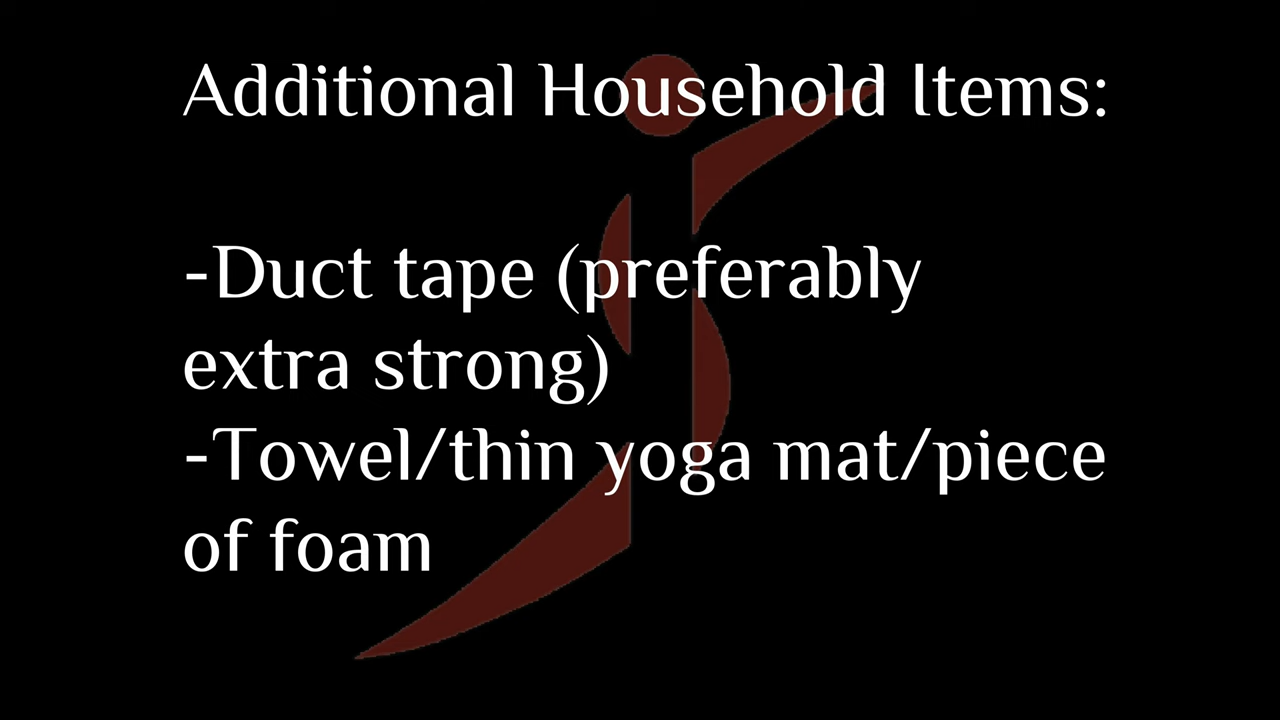 Additional Household Items:
-Duct tape (preferably
extra strong)
-Towel/thin yoga mat/piece
of foam